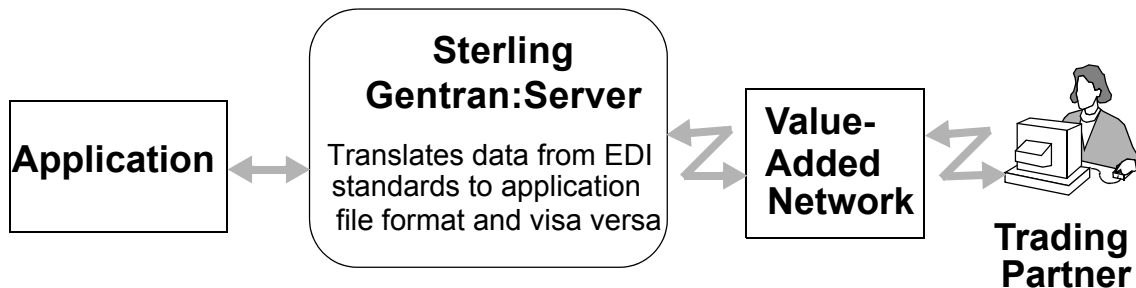 Application
Sterling
Gentran:Server
Translates data from EDI
standards to application
file format and visa versa
Value-
Added
Network
Trading
Partner